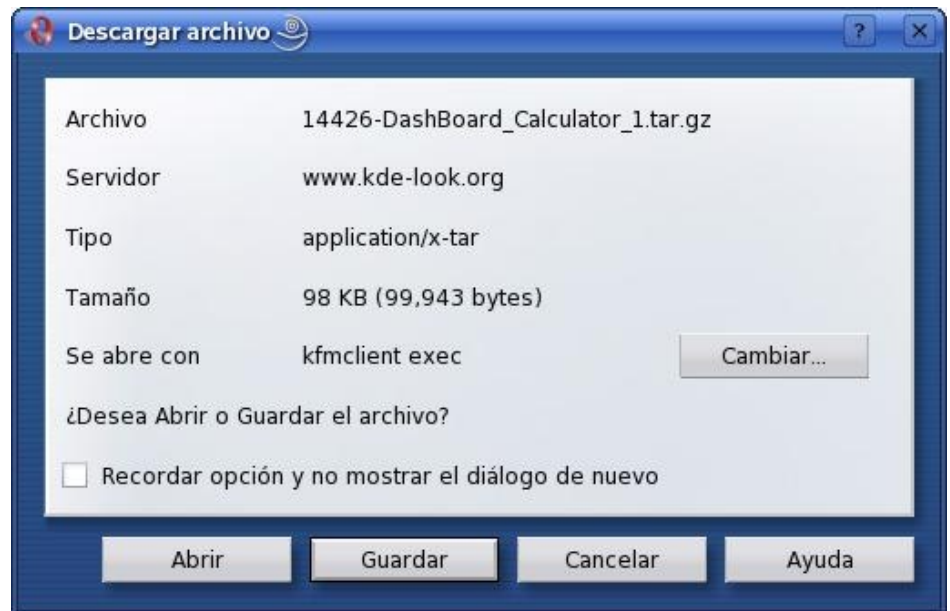 Descargar archivo
Archivo 14426-DashBoard_Calculator_1.tar.gz
Servidor www.kde-look.org
Tipo application/x-tar
Tamaño 98 KB (99,943 bytes)
Se abre con kfmclient exec Cambiar...
¿Desea Abrir o Guardar el archivo?
Recordar opción y no mostrar el diálogo de nuevo
Abrir Guardar Cancelar Ayuda